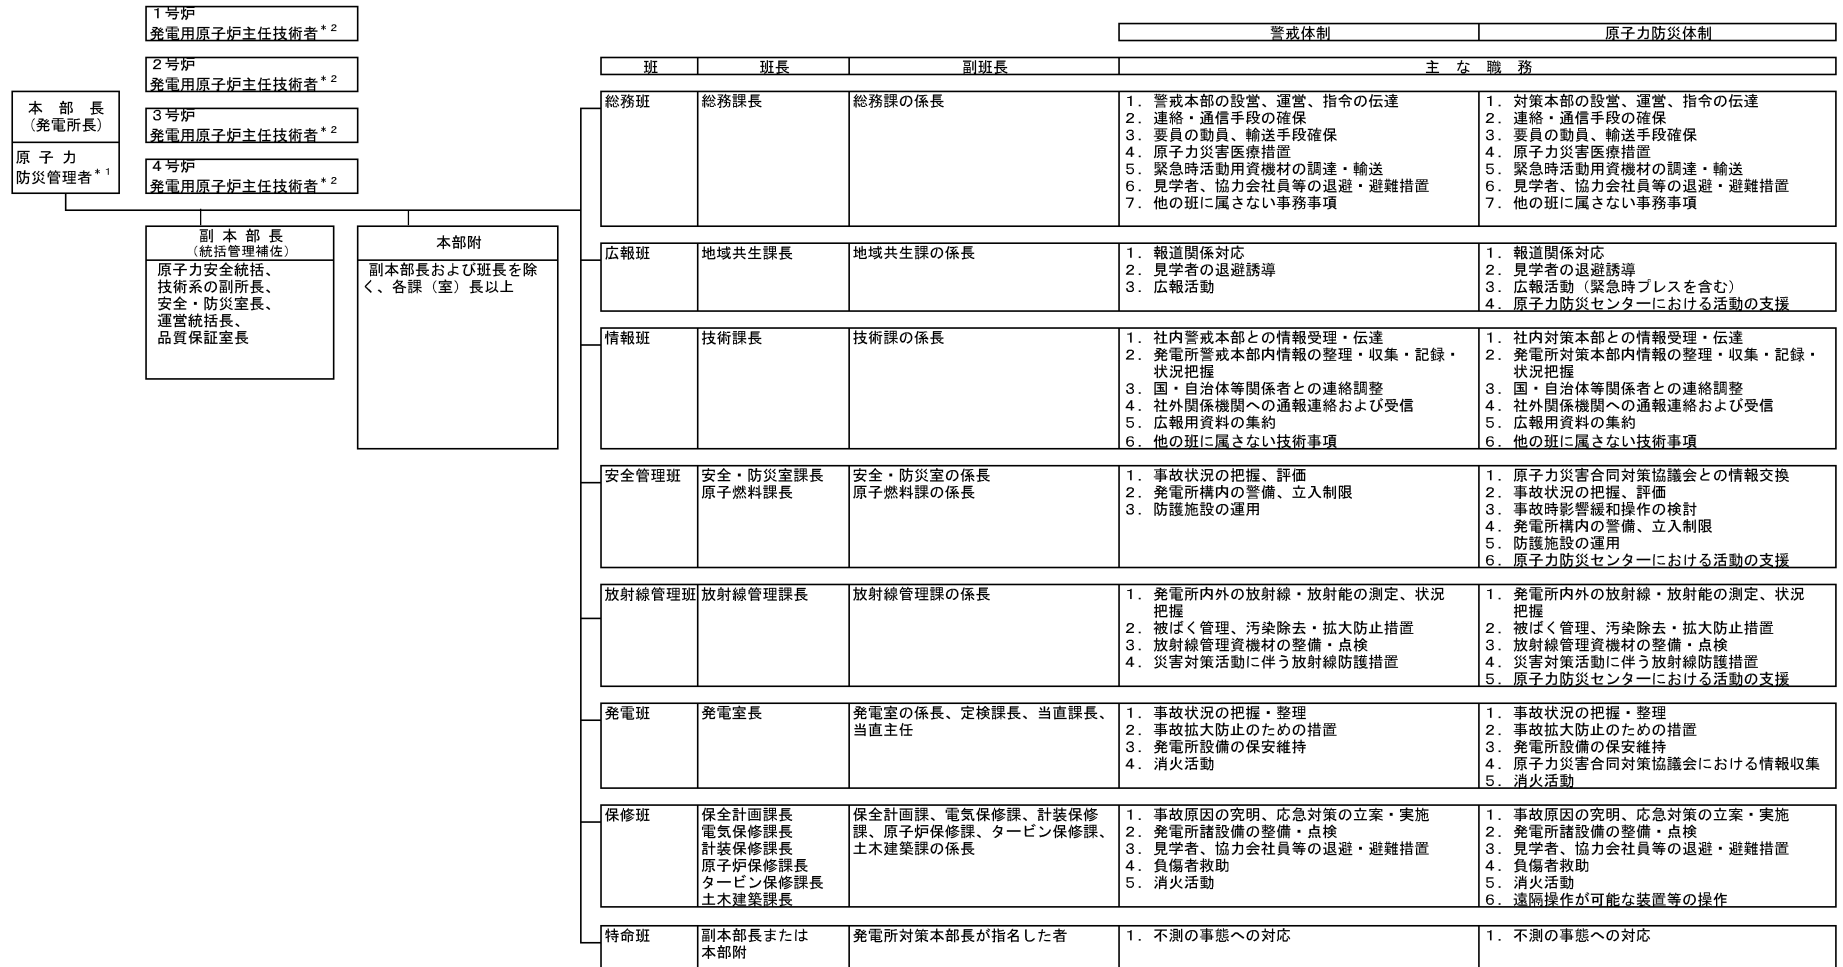 １号炉
発電用原子炉主任技術者＊２
２号炉
発電用原子炉主任技術者＊２
３号炉
発電用原子炉主任技術者＊２
４号炉
発電用原子炉主任技術者＊２
本　部　長
（発電所長）
原 子 力
防災管理者＊１
副 本 部 長
（統括管理補佐）
原子力安全統括、
技術系の副所長、
安全・防災室長、
運営統括長、
品質保証室長
本部附
副本部長および班長を除
く、各課（室）長以上
警戒体制　原子力防災体制
班　班長　副班長　主　な　職　務
総務班　総務課長　総務課の係長
１．警戒本部の設営、運営、指令の伝達
２．連絡・通信手段の確保
３．要員の動員、輸送手段確保
４．原子力災害医療措置
５．緊急時活動用資機材の調達・輸送
６．見学者、協力会社員等の退避・避難措置
７．他の班に属さない事務事項
１．対策本部の設営、運営、指令の伝達
２．連絡・通信手段の確保
３．要員の動員、輸送手段確保
４．原子力災害医療措置
５．緊急時活動用資機材の調達・輸送
６．見学者、協力会社員等の退避・避難措置
７．他の班に属さない事務事項
広報班　地域共生課長　地域共生課の係長
１．報道関係対応
２．見学者の退避誘導
３．広報活動
１．報道関係対応
２．見学者の退避誘導
３．広報活動（緊急時プレスを含む）
４．原子力防災センターにおける活動の支援
情報班　技術課長　技術課の係長
１．社内警戒本部との情報受理・伝達
２．発電所警戒本部内情報の整理・収集・記録・
状況把握
３．国・自治体等関係者との連絡調整
４．社外関係機関への通報連絡および受信
５．広報用資料の集約
６．他の班に属さない技術事項
１．社内対策本部との情報受理・伝達
２．発電所対策本部内情報の整理・収集・記録・
状況把握
３．国・自治体等関係者との連絡調整
４．社外関係機関への通報連絡および受信
５．広報用資料の集約
６．他の班に属さない技術事項
安全管理班　安全・防災室課長　安全・防災室の係長
原子燃料課長　原子燃料課の係長
１．事故状況の把握、評価
２．発電所構内の警備、立入制限
３．防護施設の運用
１．原子力災害合同対策協議会との情報交換
２．事故状況の把握、評価
３．事故時影響緩和操作の検討
４．発電所構内の警備、立入制限
５．防護施設の運用
６．原子力防災センターにおける活動の支援
放射線管理班　放射線管理課長　放射線管理課の係長
１．発電所内外の放射線・放射能の測定、状況
把握
２．被ばく管理、汚染除去・拡大防止措置
３．放射線管理資機材の整備・点検
４．災害対策活動に伴う放射線防護措置
１．発電所内外の放射線・放射能の測定、状況
把握
２．被ばく管理、汚染除去・拡大防止措置
３．放射線管理資機材の整備・点検
４．災害対策活動に伴う放射線防護措置
５．原子力防災センターにおける活動の支援
発電班　発電室長　発電室の係長、定検課長、当直課長、
当直主任
１．事故状況の把握・整理
２．事故拡大防止のための措置
３．発電所設備の保安維持
４．消火活動
１．事故状況の把握・整理
２．事故拡大防止のための措置
３．発電所設備の保安維持
４．原子力災害合同対策協議会における情報収集
５．消火活動
保修班
保全計画課長
電気保修課長
計装保修課長
原子炉保修課長
タービン保修課長
土木建築課長
保全計画課、電気保修課、計装保修
課、原子炉保修課、タービン保修課、
土木建築課の係長
１．事故原因の究明、応急対策の立案・実施
２．発電所諸設備の整備・点検
３．見学者、協力会社員等の退避・避難措置
４．負傷者救助
５．消火活動
１．事故原因の究明、応急対策の立案・実施
２．発電所諸設備の整備・点検
３．見学者、協力会社員等の退避・避難措置
４．負傷者救助
５．消火活動
６．遠隔操作が可能な装置等の操作
特命班
副本部長または
本部附
発電所対策本部長が指名した者
１．不測の事態への対応
１．不測の事態への対応